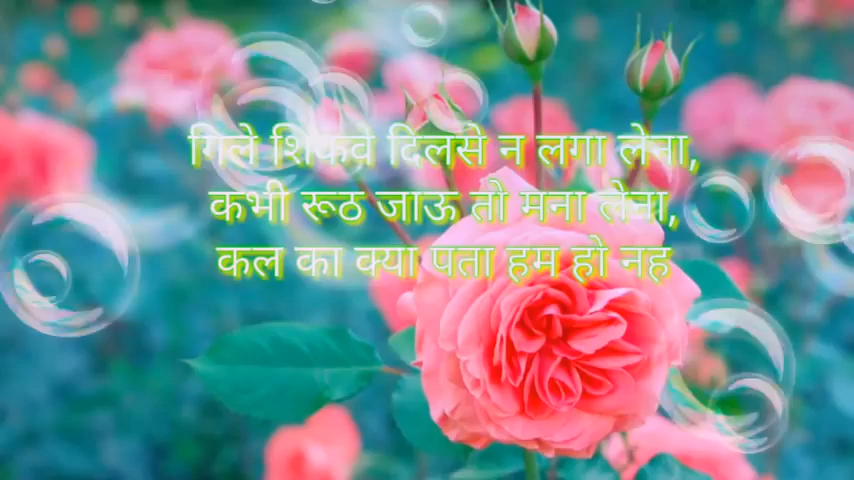 गिले शिकवे दिलसे न लगा लेना,
कभी रूठ जाऊ तो मना लेना,
कल का क्या पता हम हो नह